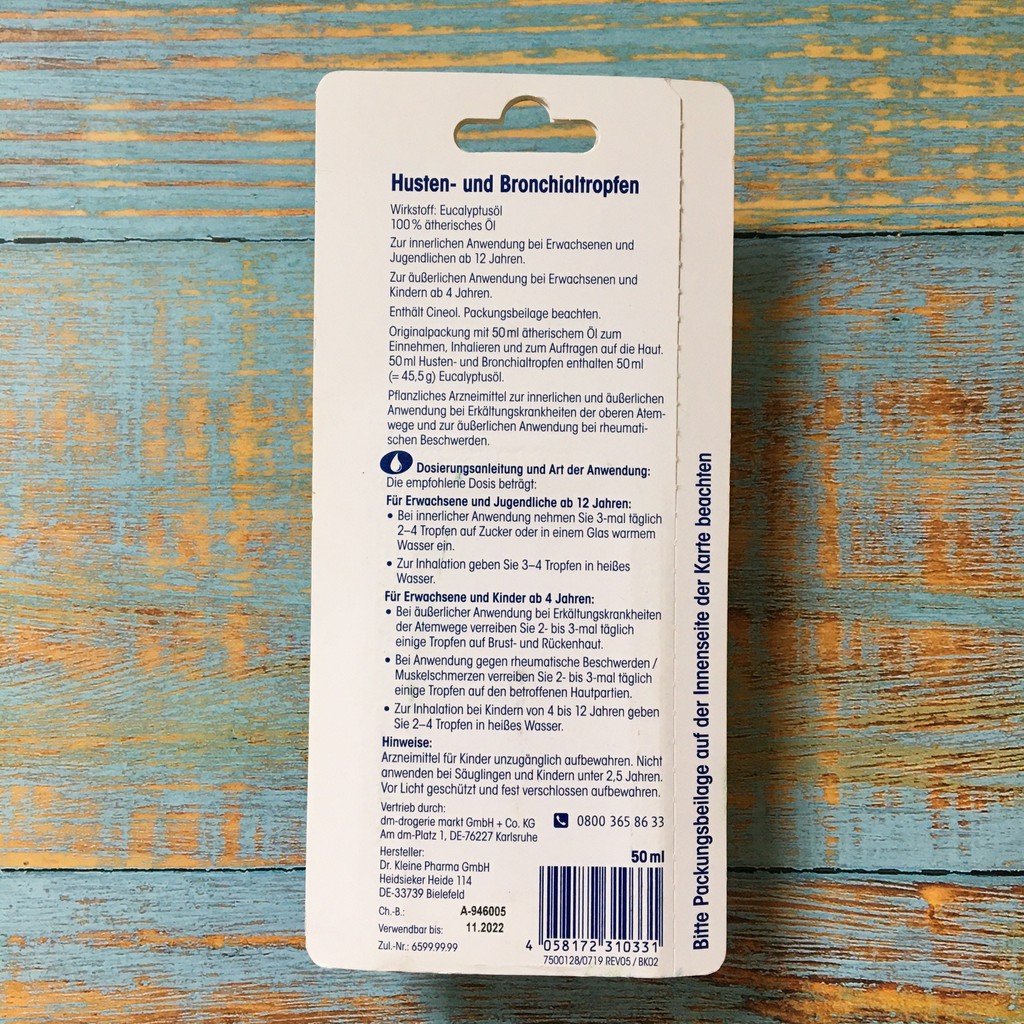 Husten- und Bronchialtropfen
Wirkstoff: Eucalyptusöl
100 % ätherisches Öl
Zur innerlichen Anwendung bei Erwachsenen und
Jugendlichen ab 12 Jahren.
Zur äußerlichen Anwendung bei Erwachsenen und
Kindern ab 4 Jahren.
Enthält Cineol. Packungsbeilage beachten.
Originalpackung mit 50 ml ätherischem Öl zum
Einnehmen, Inhalieren und zum Auftragen auf die Haut.
50 ml Husten- und Bronchialtropfen enthalten 50 ml
(= 45,5 g) Eucalyptusöl.
Pflanzliches Arzneimittel zur innerlichen und äußerlichen
Anwendung bei Erkältungskrankheiten der oberen Atem-
wege und zur äußerlichen Anwendung bei rheumati-
schen Beschwerden.
Dosierungsanleitung und Art der Anwendung:
Die empfohlene Dosis beträgt:
Für Erwachsene und Jugendliche ab 12 Jahren:
• Bei innerlicher Anwendung nehmen Sie 3-mal täglich
2–4 Tropfen auf Zucker oder in einem Glas warmem
Wasser ein.
• Zur Inhalation geben Sie 3–4 Tropfen in heißes
Wasser.
Für Erwachsene und Kinder ab 4 Jahren:
• Bei äußerlicher Anwendung bei Erkältungskrankheiten
der Atemwege verreiben Sie 2- bis 3-mal täglich
einige Tropfen auf Brust- und Rückenhaut.
• Bei Anwendung gegen rheumatische Beschwerden /
Muskelschmerzen verreiben Sie 2- bis 3-mal täglich
einige Tropfen auf den betroffenen Hautpartien.
• Zur Inhalation bei Kindern von 4 bis 12 Jahren geben
Sie 2–4 Tropfen in heißes Wasser.
Hinweise:
Arzneimittel für Kinder unzugänglich aufbewahren. Nicht
anwenden bei Säuglingen und Kindern unter 2,5 Jahren.
Vor Licht geschützt und fest verschlossen aufbewahren.
Vertrieb durch:
dm-drogerie markt GmbH + Co. KG
Am dm-Platz 1, DE-76227 Karlsruhe
0800 365 86 33
Hersteller:
Dr. Kleine Pharma GmbH
Heidsieker Heide 114
DE-33739 Bielefeld
50 ml
Ch.-B.: A-946005
Verwendbar bis: 11.2022
Zul.-Nr.: 6599.99.99
4 058172 310331
7500128/0719 REV05 / BK02
Bitte Packungsbeilage auf der Innenseite der Karte beachten